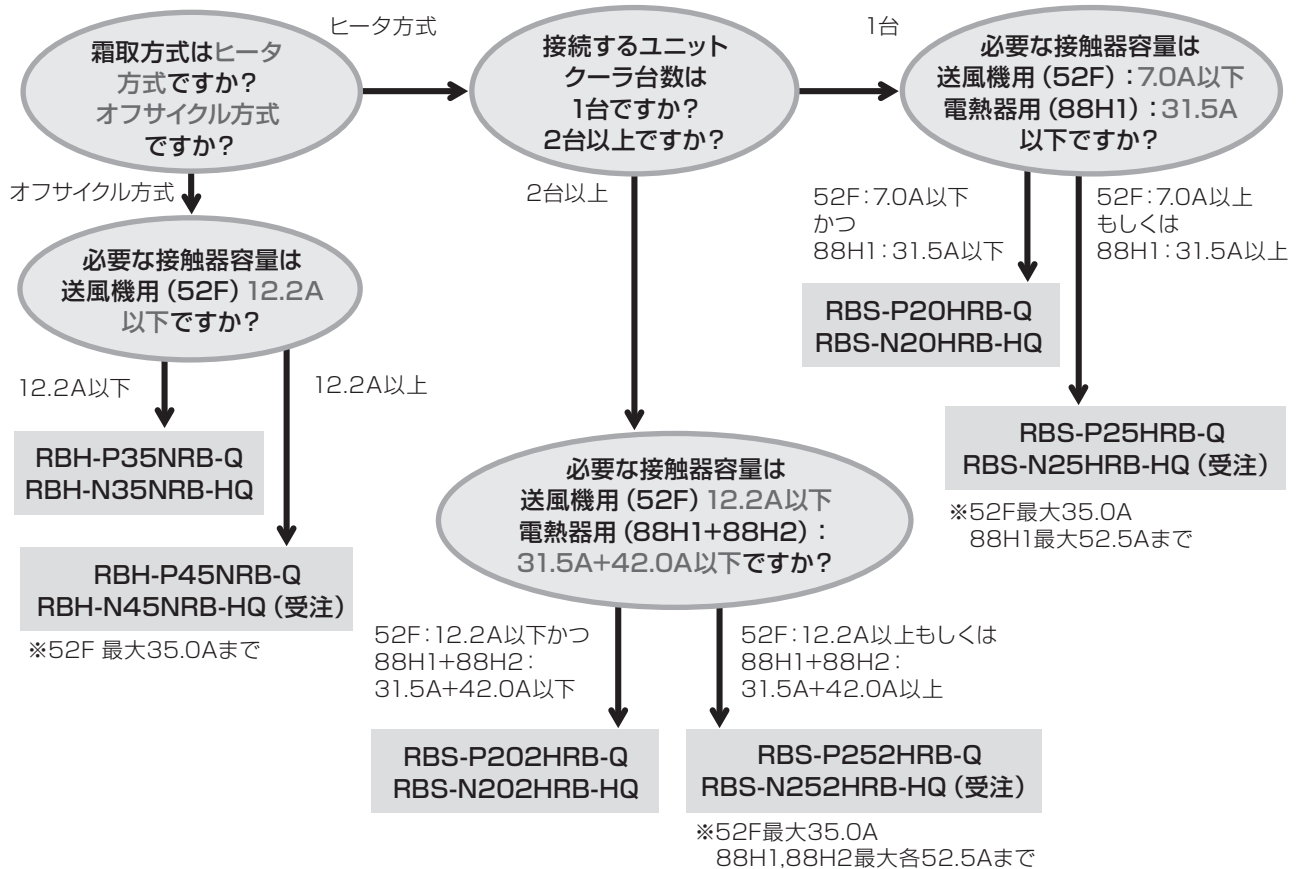 霜取方式はヒータ
方式ですか?
オフサイクル方式
ですか?
ヒータ方式
接続するユニット
クーラ台数は
1台ですか?
2台以上ですか?
1台
必要な接触器容量は
送風機用(52F):7.0A以下
電熱器用(88H1):31.5A
以下ですか?
オフサイクル方式
2台以上
52F:7.0A以下
かつ
88H1:31.5A以下
52F:7.0A以上
もしくは
88H1:31.5A以上
必要な接触器容量は
送風機用(52F)12.2A
以下ですか?
RBS-P20HRB-Q
RBS-N20HRB-HQ
12.2A以下
12.2A以上
RBS-P25HRB-Q
RBS-N25HRB-HQ(受注)
※52F最大35.0A
88H1最大52.5Aまで
RBH-P35NRB-Q
RBH-N35NRB-HQ
必要な接触器容量は
送風機用(52F)12.2A以下
電熱器用(88H1+88H2):
31.5A+42.0A以下ですか?
RBH-P45NRB-Q
RBH-N45NRB-HQ(受注)
※52F 最大35.0Aまで
52F:12.2A以下かつ
88H1+88H2:
31.5A+42.0A以下
52F:12.2A以上もしくは
88H1+88H2:
31.5A+42.0A以上
RBS-P202HRB-Q
RBS-N202HRB-HQ
RBS-P252HRB-Q
RBS-N252HRB-HQ(受注)
※52F最大35.0A
88H1,88H2最大各52.5Aまで